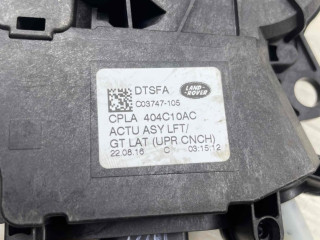 DTSFA
LAND
ROVER
C03747-105
CPLA 404C10AC
ACTU ASY LFT/
GT LAT (UPR CNCH)
22.08.16 C 03:15:12